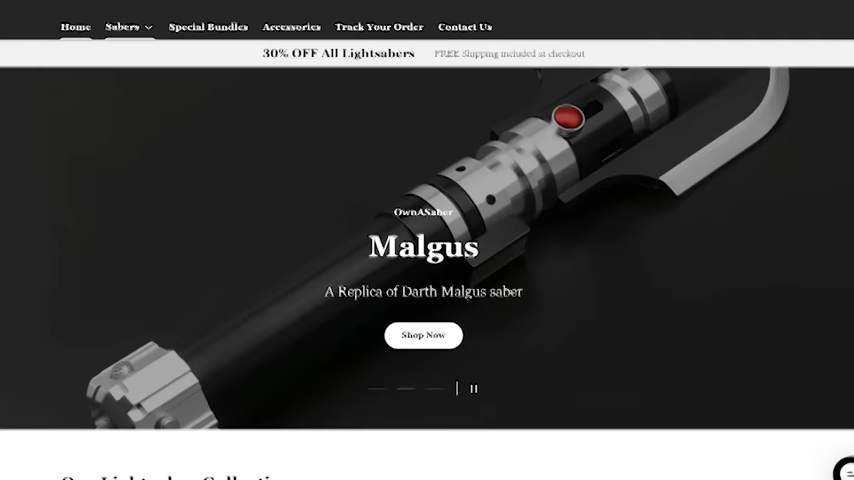 Home Sabers Special Bundles Accessories Track Your Order Contact Us
30% OFF All Lightsabers FREE Shipping included at checkout
OwnASaber
Malgus
A Replica of Darth Malgus saber
Shop Now